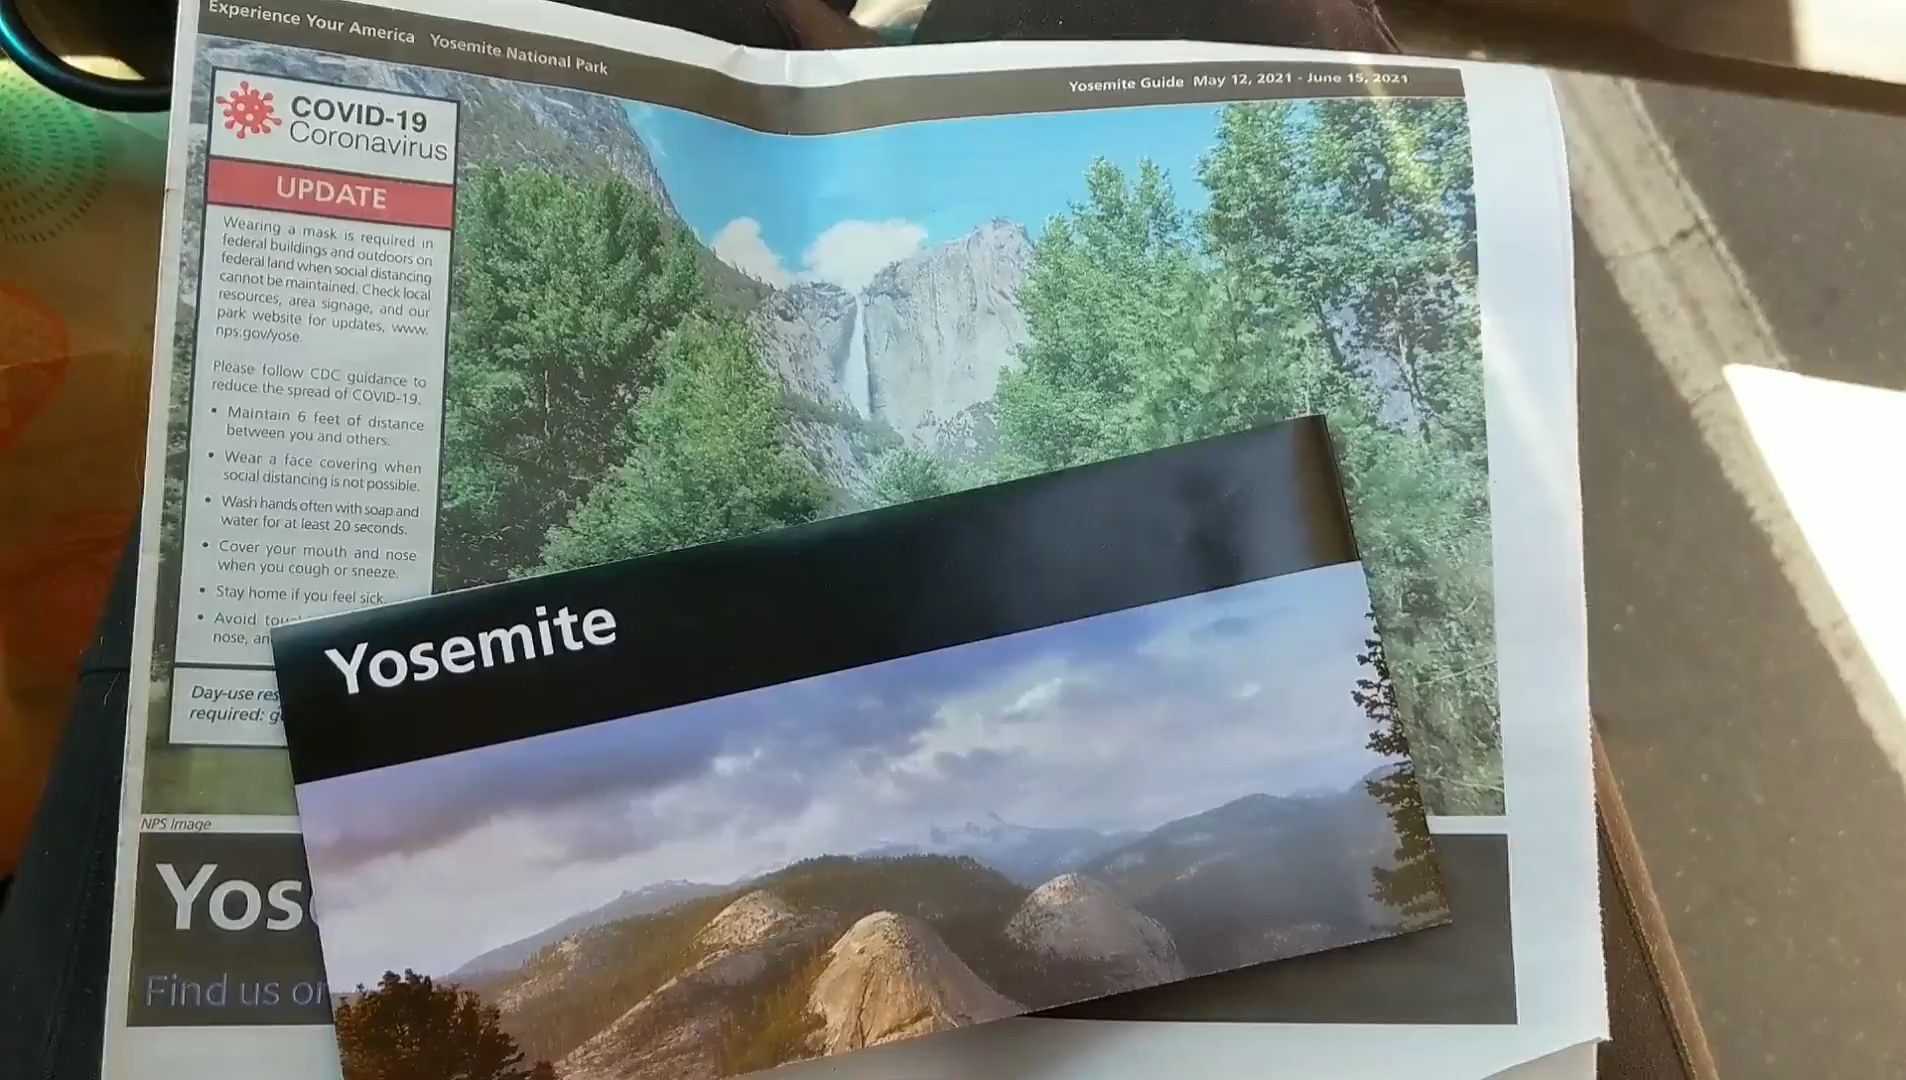 Experience Your America Yosemite National Park
Yosemite Guide May 12, 2021 - June 15, 2021
COVID-19
Coronavirus
UPDATE
Wearing a mask is required in
federal buildings and outdoors on
federal land when social distancing
cannot be maintained. Check local
resources, area signage, and our
park website for updates, www.
nps.gov/yose.
Please follow CDC guidance to
reduce the spread of COVID-19.
• Maintain 6 feet of distance
between you and others.
• Wear a face covering when
social distancing is not possible.
• Wash hands often with soap and
water for at least 20 seconds.
• Cover your mouth and nose
when you cough or sneeze.
• Stay home if you feel sick.
• Avoid
nose,
Day-use
required:
NPS Image
Yosemite
Find us